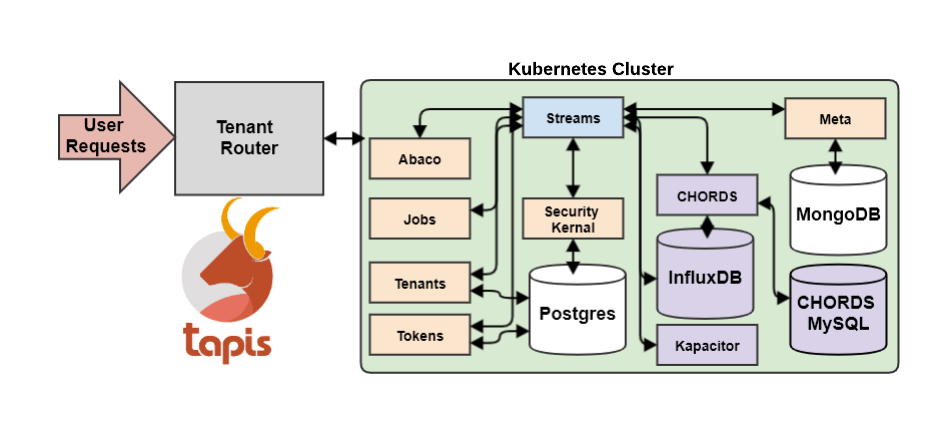 Kubernetes Cluster
User
Requests
Tenant
Router
Streams
Meta
Abaco
CHORDS
Jobs
Security
Kernal
MongoDB
Tenants
InfluxDB
Postgres
CHORDS
MySQL
Tokens
Kapacitor
tapis